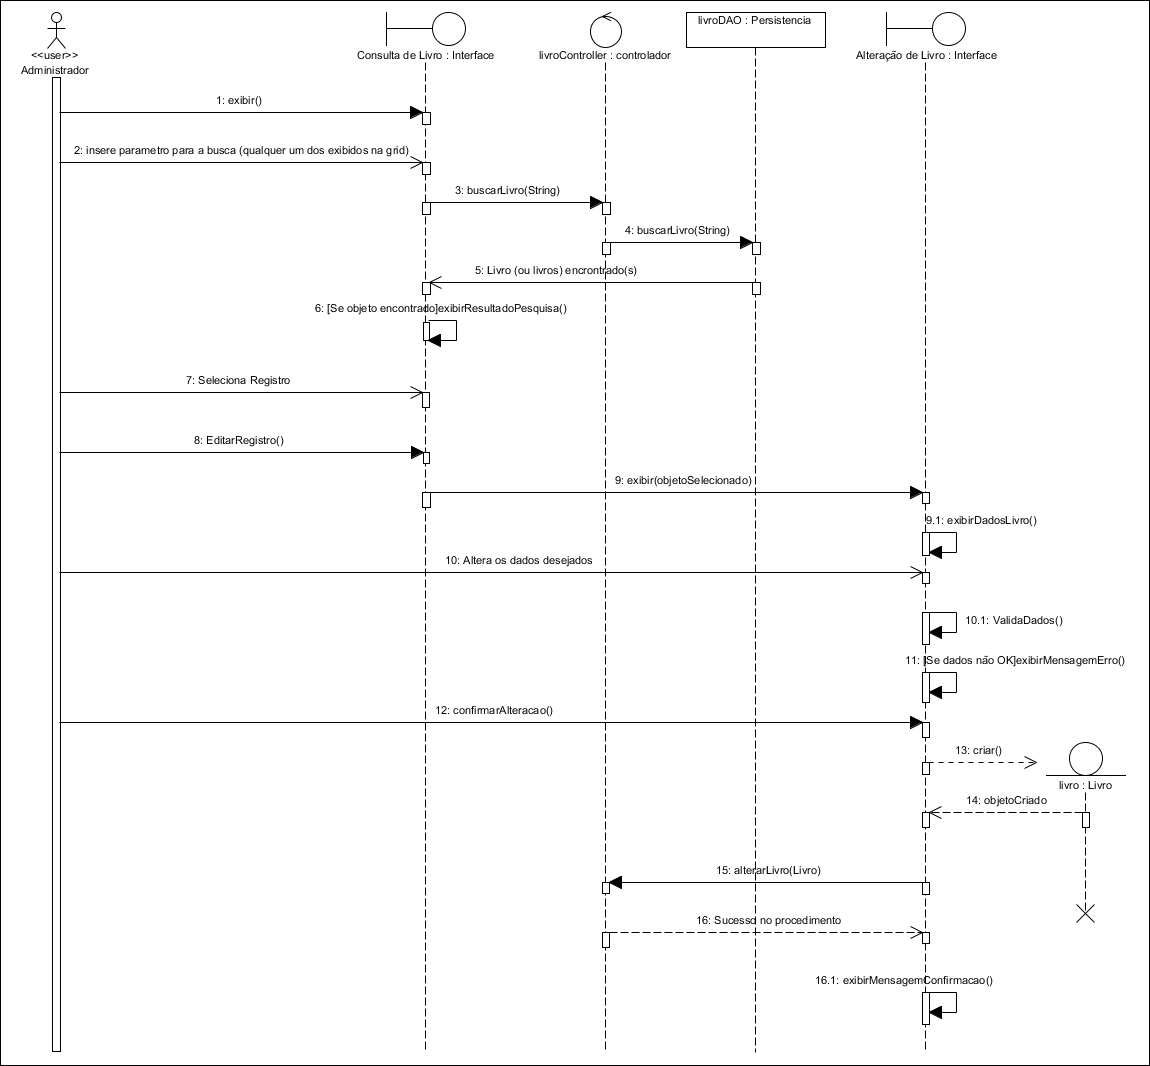 livroDAO : Persistencia
<<user>>
Administrador
Consulta de Livro : Interface
livroController : controlador
Alteração de Livro : Interface
1: exibir()
2: insere parametro para a busca (qualquer um dos exibidos na grid)
3: buscarLivro(String)
4: buscarLivro(String)
5: Livro (ou livros) encrontrado(s)
6: [Se objeto encontrado]exibirResultadoPesquisa()
7: Seleciona Registro
8: EditarRegistro()
9: exibir(objetoSelecionado)
9.1: exibirDadosLivro()
10: Altera os dados desejados
10.1: ValidaDados()
11: [Se dados não OK]exibirMensagemErro()
12: confirmarAlteracao()
13: criar()
livro : Livro
14: objetoCriado
15: alterarLivro(Livro)
16: Sucesso no procedimento
16.1: exibirMensagemConfirmacao()